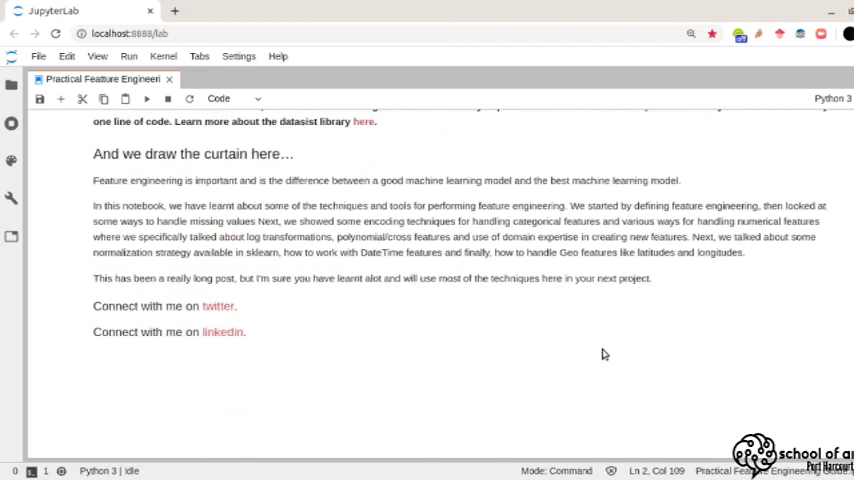 JupyterLab
localhost:8888/lab
off
File Edit View Run Kernel Tabs Settings Help
Practical Feature Engineeri
Code
Python 3
one line of code. Learn more about the datasist library here.
And we draw the curtain here…
Feature engineering is important and is the difference between a good machine learning model and the best machine learning model.
In this notebook, we have learnt about some of the techniques and tools for performing feature engineering. We started by defining feature engineering, then looked at
some ways to handle missing values Next, we showed some encoding techniques for handling categorical features and various ways for handling numerical features
where we specifically talked about log transformations, polynomial/cross features and use of domain expertise in creating new features. Next, we talked about some
normalization strategy available in sklearn, how to work with DateTime features and finally, how to handle Geo features like latitudes and longitudes.
This has been a really long post, but I'm sure you have learnt alot and will use most of the techniques here in your next project.
Connect with me on twitter.
Connect with me on linkedin.
school of a
Port Harcourt
0 1 Python 3 | Idle Mode: Command Ln 2, Col 109 Practical Feature Engineering